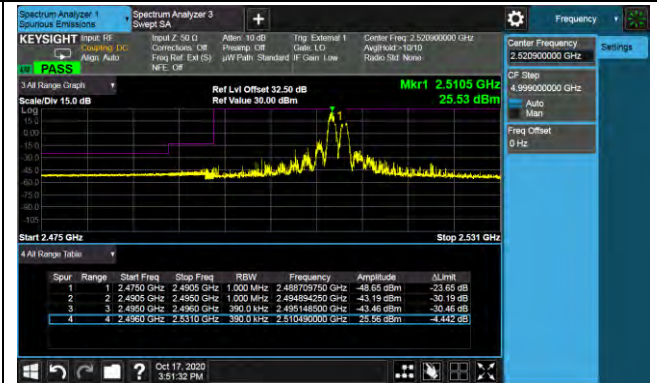 Spectrum Analyzer 1
Spurious Emissions
Spectrum Analyzer 3
Swept SA
Frequency
KEYSIGHT Input: RF
Coupling: DC
Align: Auto
Input Z: 50 Ω
Corrections: Off
Freq Ref: Ext (S)
NFE: Off
Atten: 10 dB
Preamp: Off
µW Path: Standard
Trig: External 1
Gate: LO
IF Gain: Low
Center Freq: 2.520900000 GHz
Avg|Hold:>10/10
Radio Std: None
PASS
Center Frequency
2.520900000 GHz
Settings
CF Step
4.999000000 GHz
Auto
Man
Freq Offset
0 Hz
3 All Range Graph
Scale/Div 15.0 dB
Ref Lvl Offset 32.50 dB
Ref Value 30.00 dBm
Mkr1 2.5105 GHz
25.53 dBm
Log
15.0
0.00
-15.0
-30.0
-45.0
-60.0
-75.0
-90.0
-105
1
Start 2.475 GHz
Stop 2.531 GHz
4 All Range Table
Spur Range Start Freq Stop Freq RBW Frequency Amplitude ΔLimit
1 1 2.4750 GHz 2.4905 GHz 1.000 MHz 2.488709750 GHz -48.65 dBm -23.65 dB
2 2 2.4905 GHz 2.4950 GHz 1.000 MHz 2.494894250 GHz -43.19 dBm -30.19 dB
3 3 2.4950 GHz 2.4960 GHz 390.0 kHz 2.495148500 GHz -43.46 dBm -30.46 dB
4 4 2.4960 GHz 2.5310 GHz 390.0 kHz 2.510490000 GHz 25.56 dBm -4.442 dB
Oct 17, 2020
3:51:32 PM